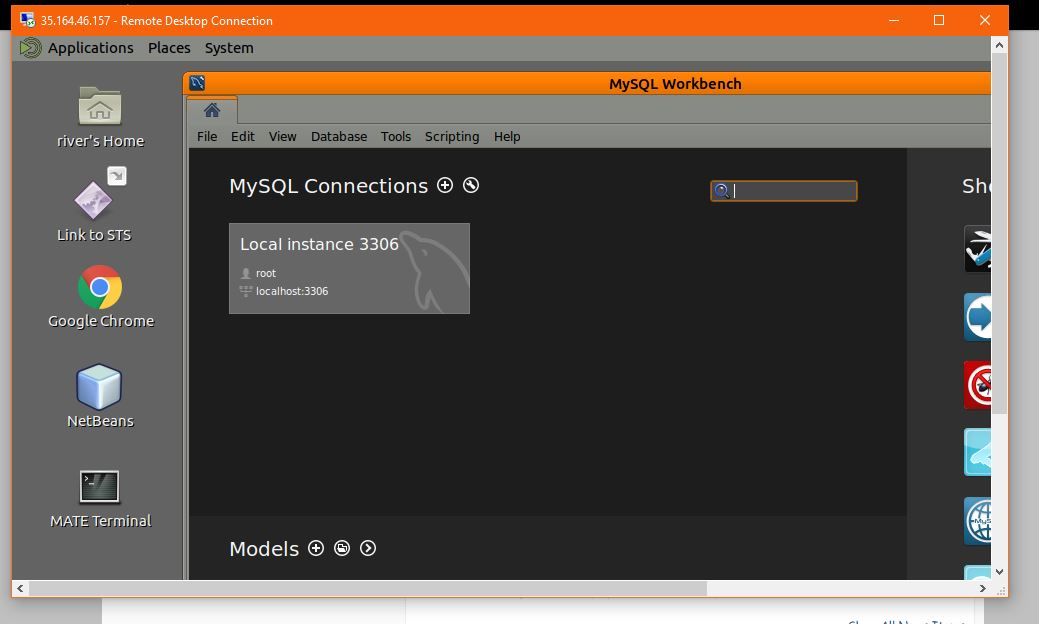 35.164.46.157 - Remote Desktop Connection
Applications Places System
MySQL Workbench
File Edit View Database Tools Scripting Help
river's Home
Link to STS
Google Chrome
NetBeans
MATE Terminal
MySQL Connections
Local instance 3306
root
localhost:3306
Models